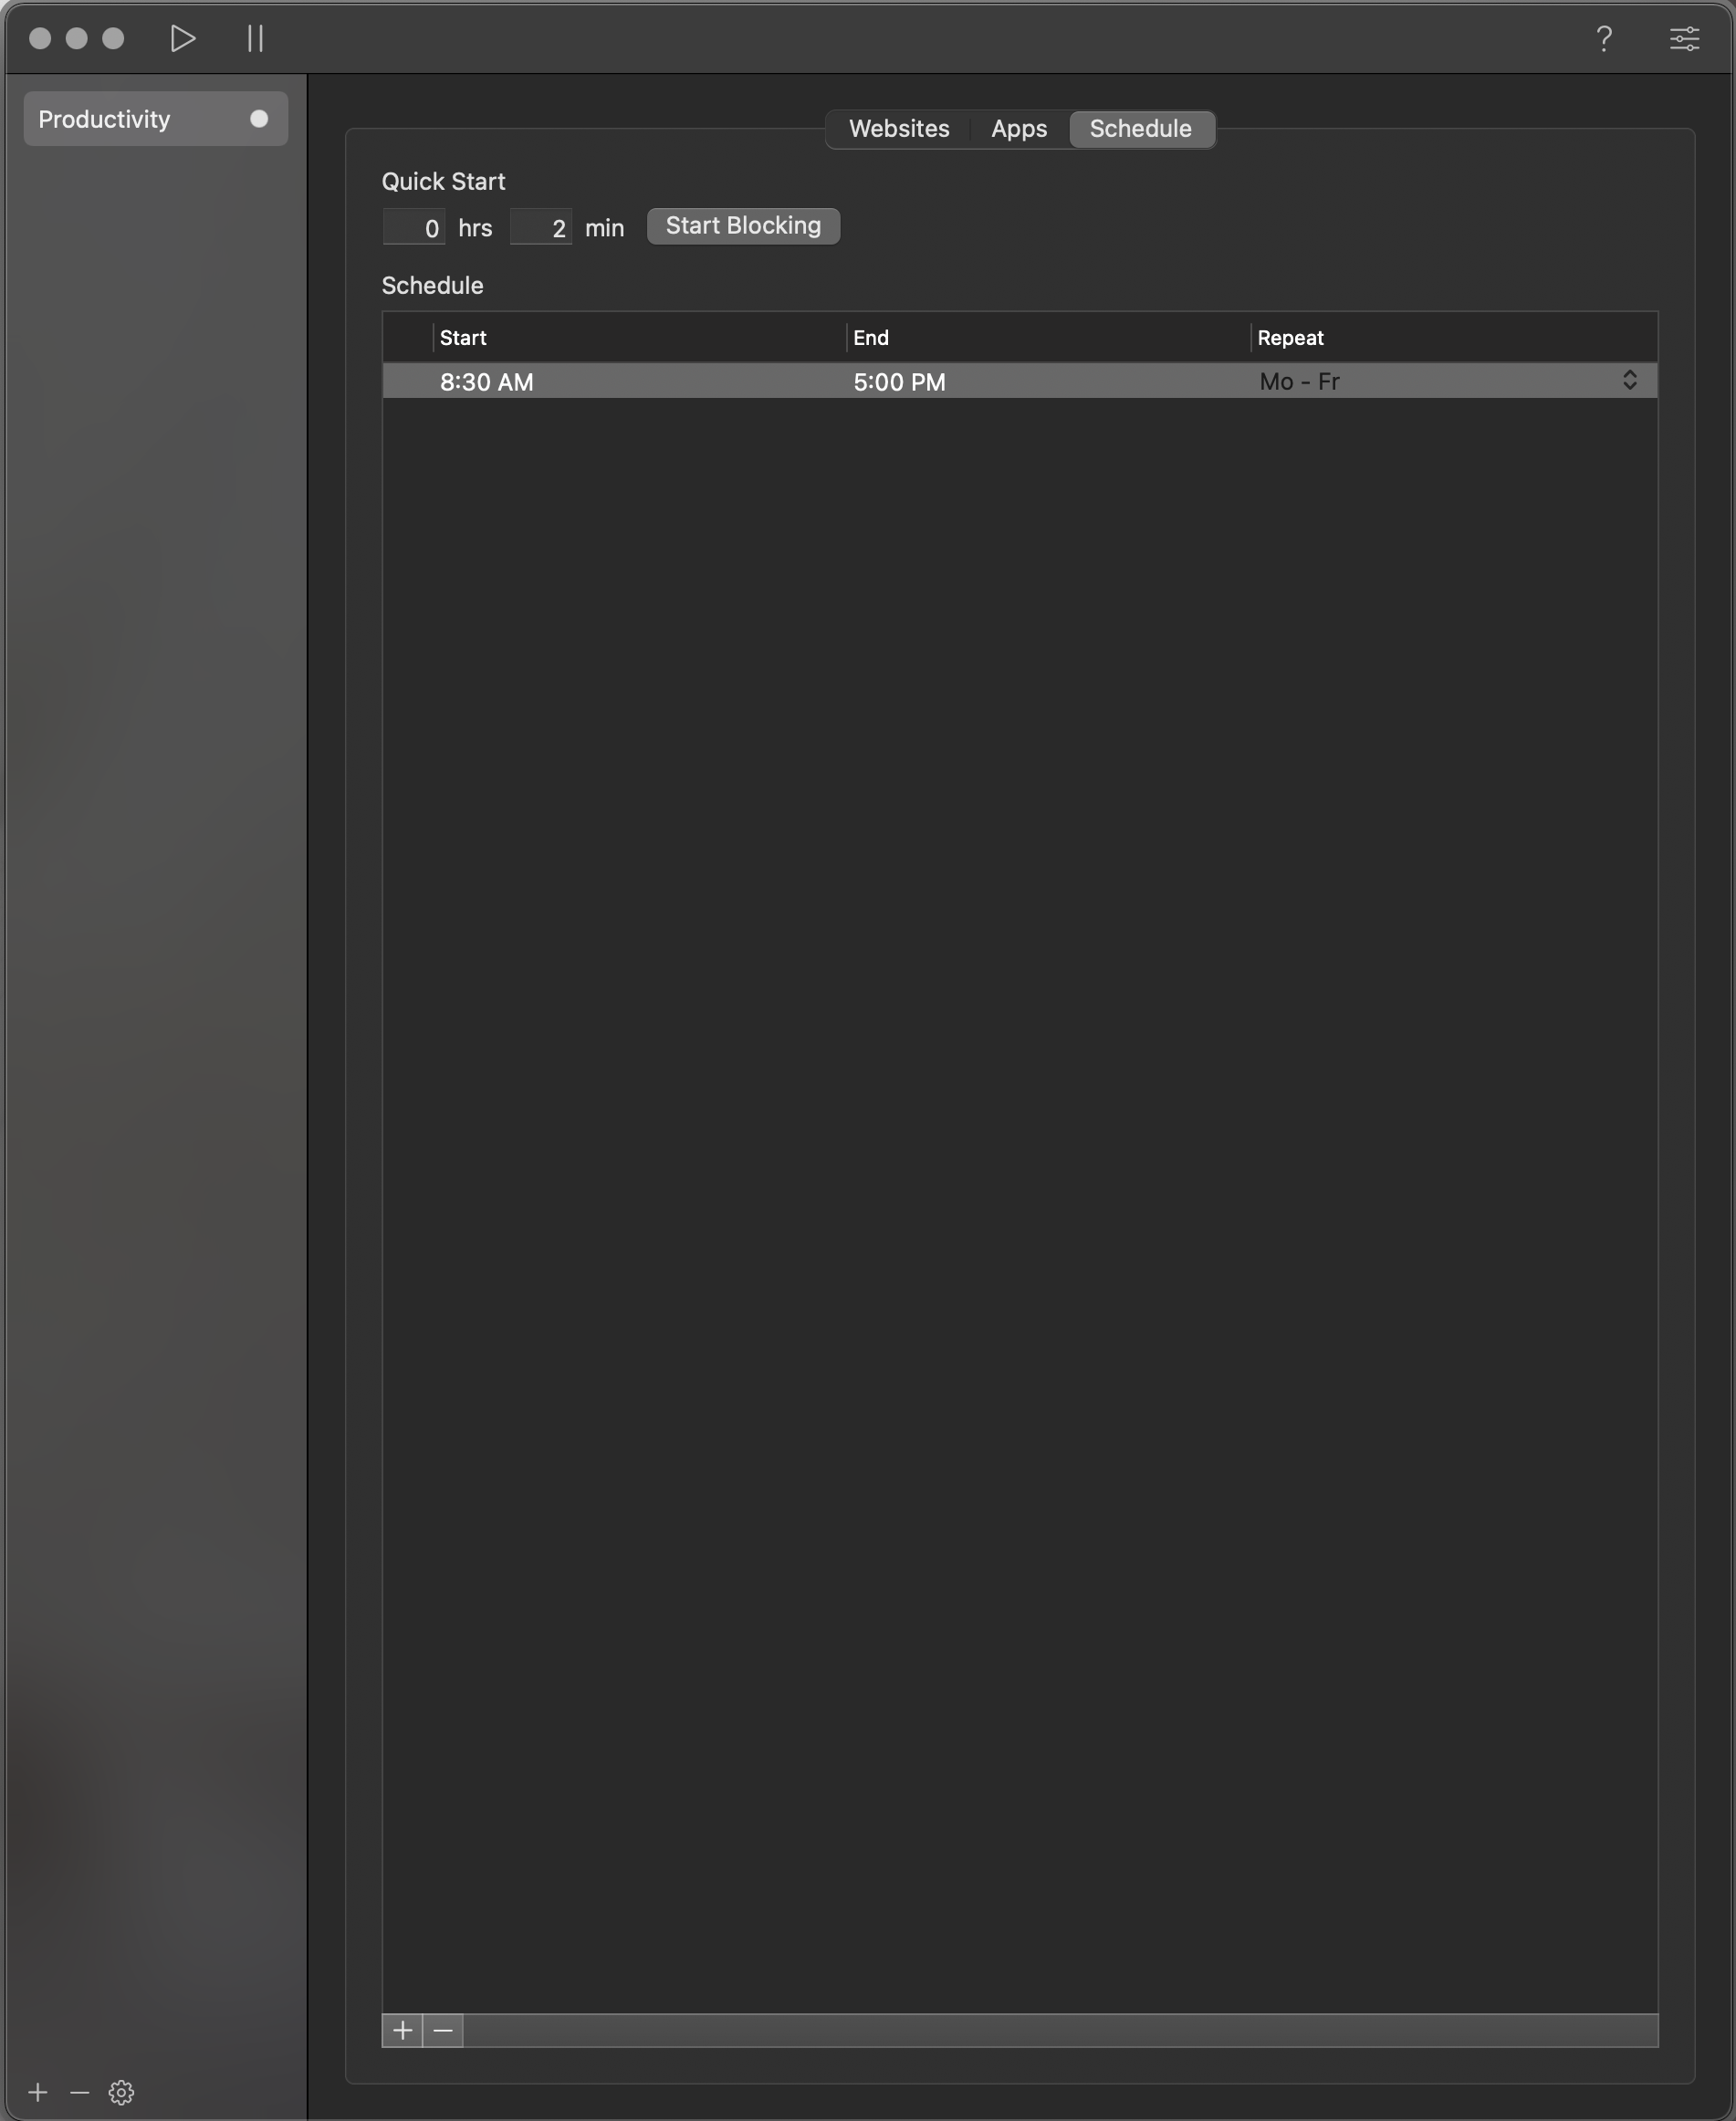 Productivity
Websites Apps Schedule
Quick Start
0 hrs 2 min Start Blocking
Schedule
Start End Repeat
8:30 AM 5:00 PM Mo - Fr